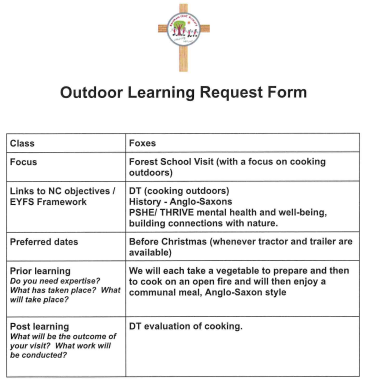 Outdoor Learning Request Form
Class
Foxes
Focus
Forest School Visit (with a focus on cooking
outdoors)
Links to NC objectives /
EYFS Framework
DT (cooking outdoors)
History - Anglo-Saxons
PSHE/ THRIVE mental health and well-being,
building connections with nature.
Preferred dates
Before Christmas (whenever tractor and trailer are
available)
Prior learning
Do you need expertise?
What has taken place? What
will take place?
We will each take a vegetable to prepare and then
to cook on an open fire and will then enjoy a
communal meal, Anglo-Saxon style
Post learning
What will be the outcome of
your visit? What work will
be conducted?
DT evaluation of cooking.